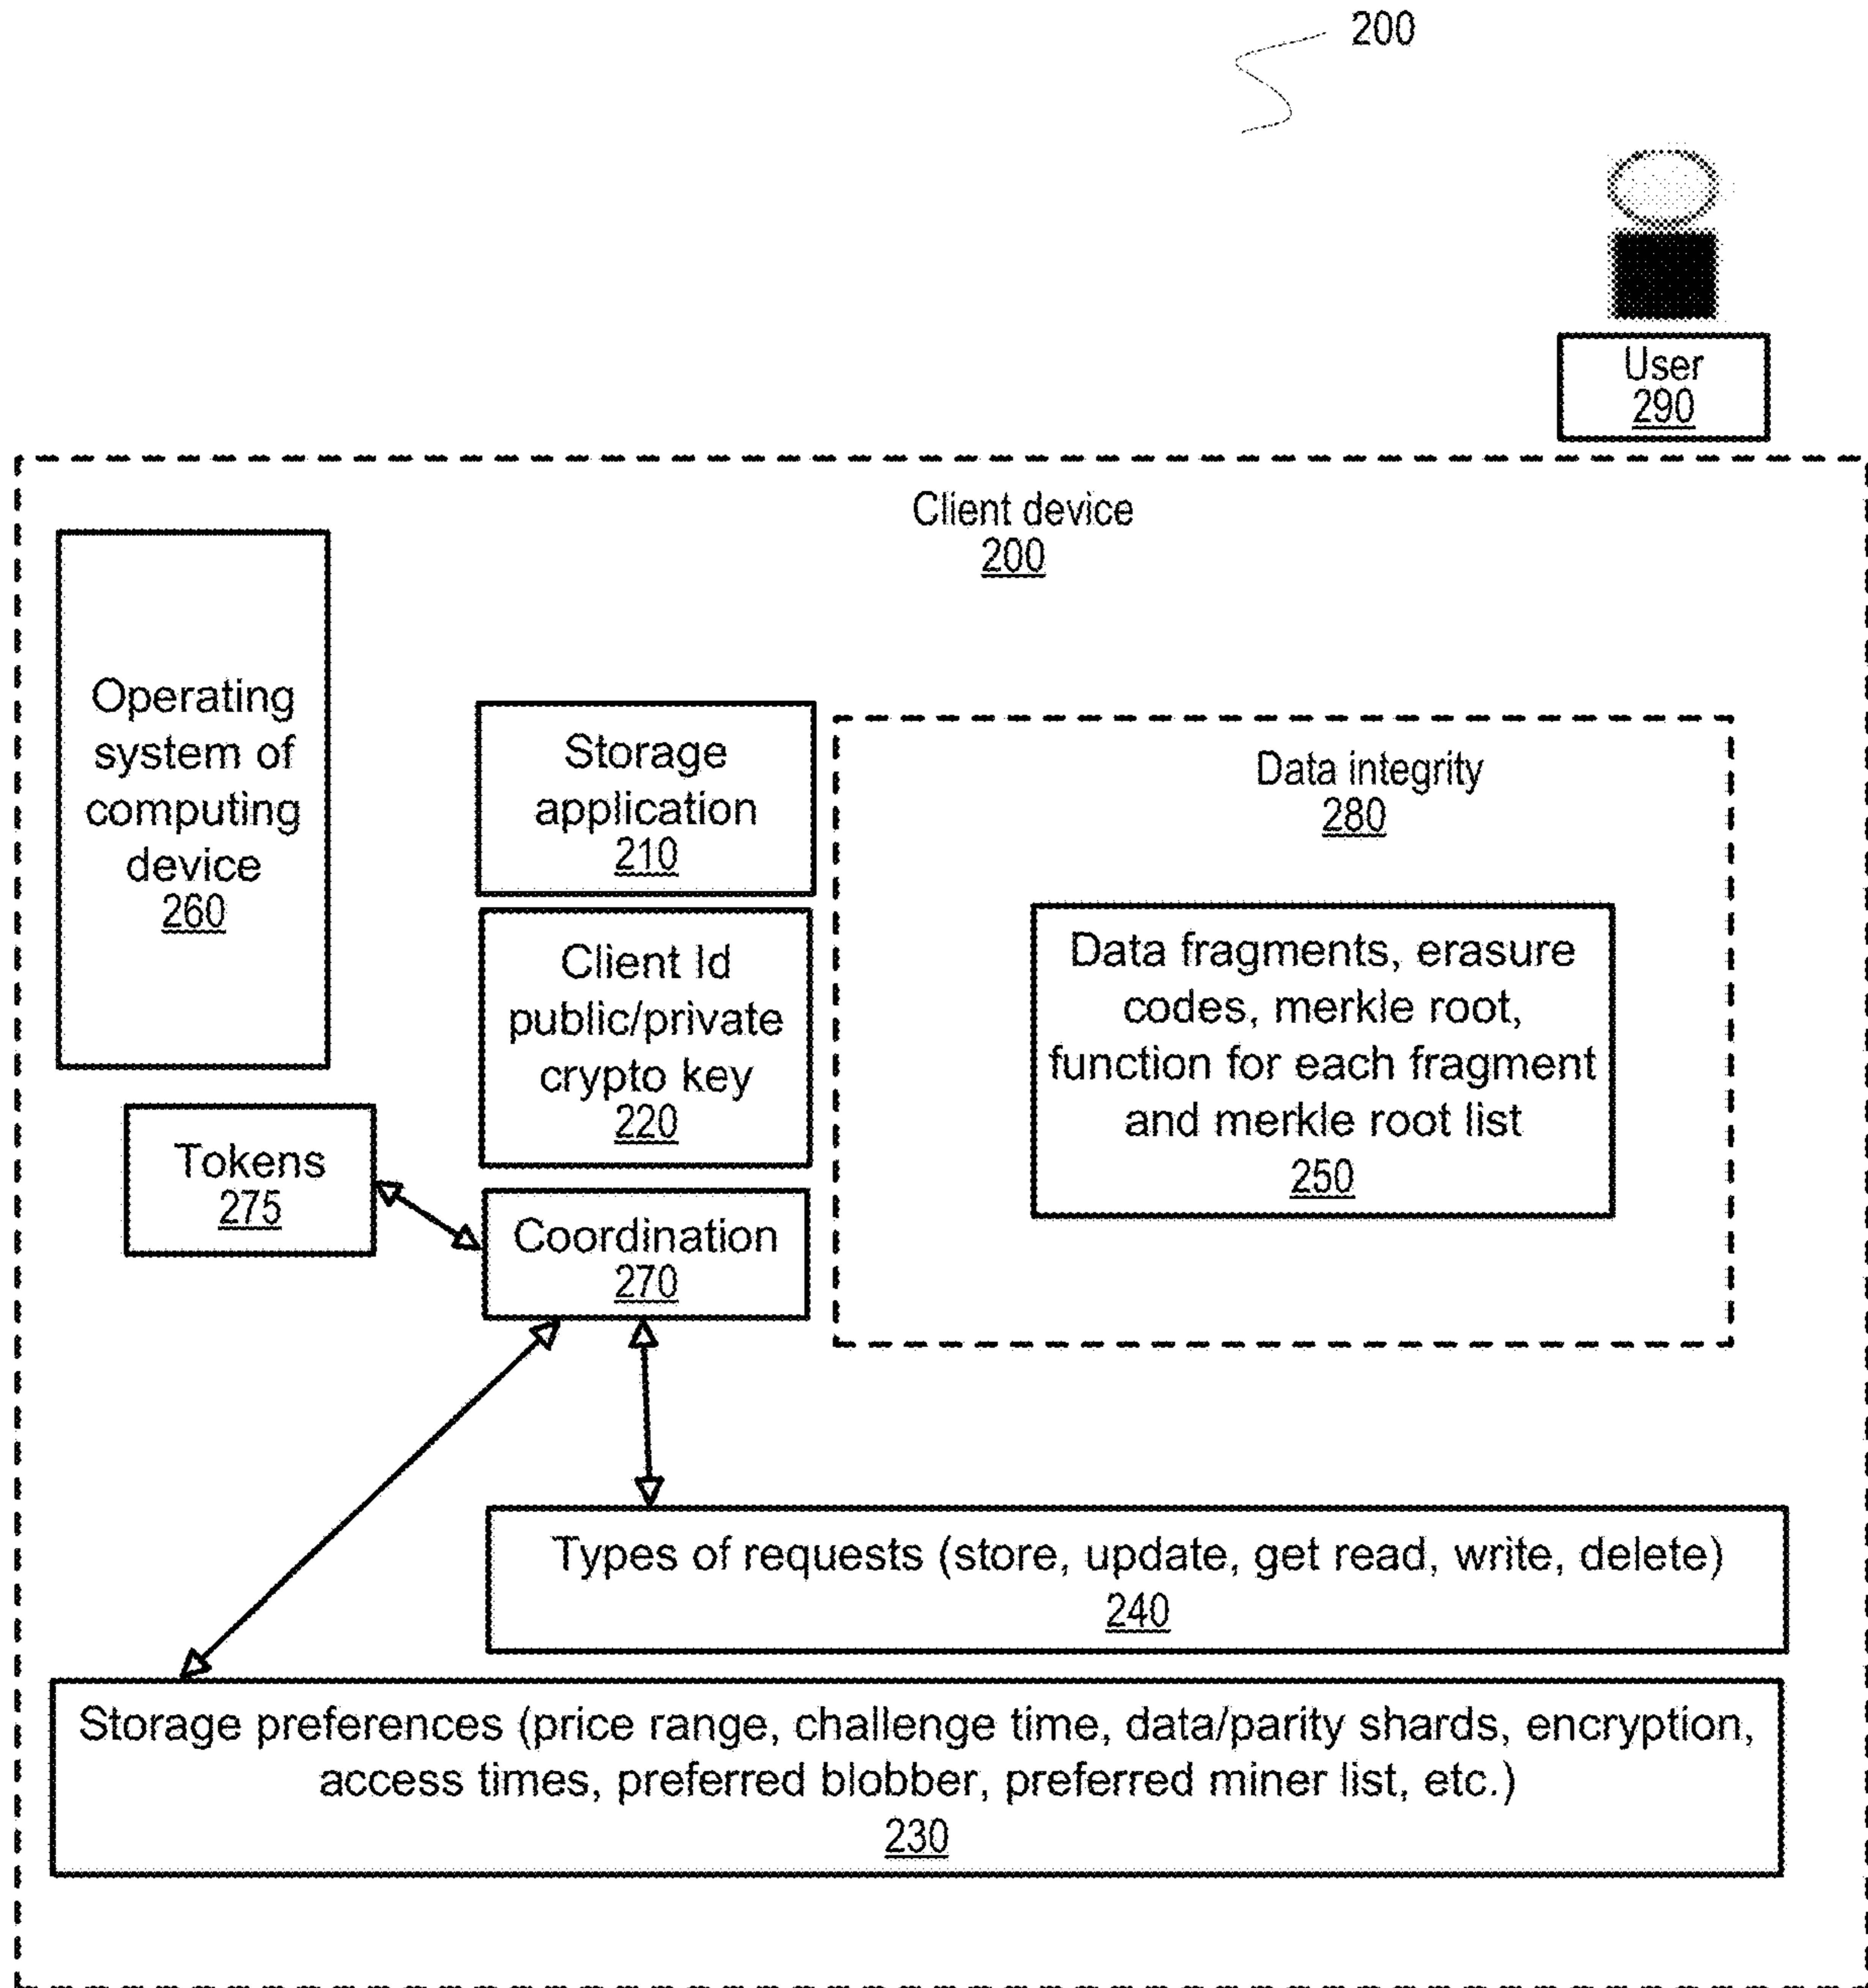 200
User
290
Client device
200
Operating
system of
computing
device
260
Storage
application
210
Data integrity
280
Client Id
public/private
crypto key
220
Data fragments, erasure
codes, merkle root,
function for each fragment
and merkle root list
250
Tokens
275
Coordination
270
Types of requests (store, update, get read, write, delete)
240
Storage preferences (price range, challenge time, data/parity shards, encryption,
access times, preferred blobber, preferred miner list, etc.)
230